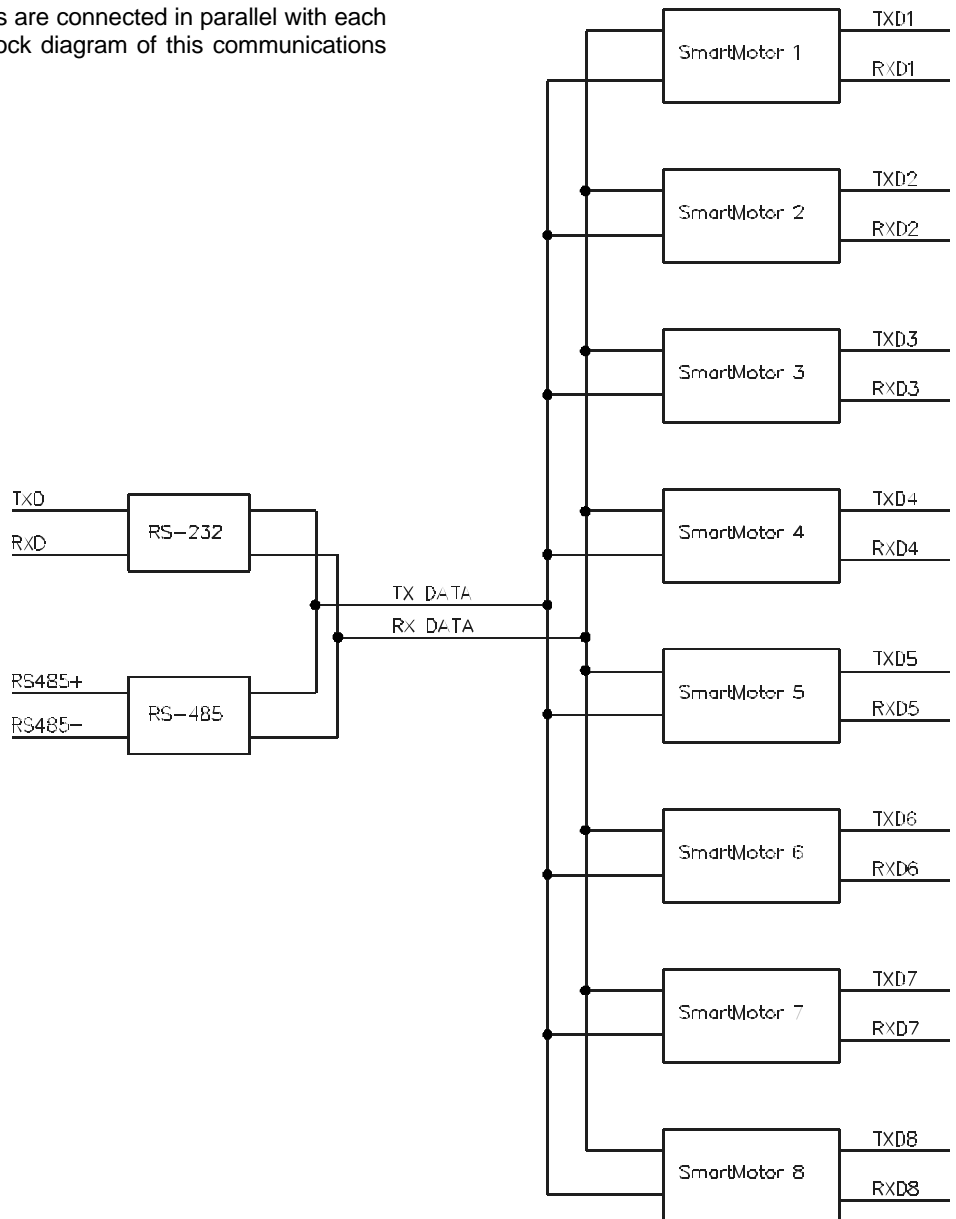 s are connected in parallel with each
ock diagram of this communications
TXD1
SmartMotor 1
RXD1
TXD2
SmartMotor 2
RXD2
TXD3
SmartMotor 3
RXD3
TXD4
SmartMotor 4
RXD4
TXD
RS-232
RXD
TX DATA
RX DATA
TXD5
SmartMotor 5
RXD5
RS485+
RS-485
RS485-
TXD6
SmartMotor 6
RXD6
TXD7
SmartMotor 7
RXD7
TXD8
SmartMotor 8
RXD8